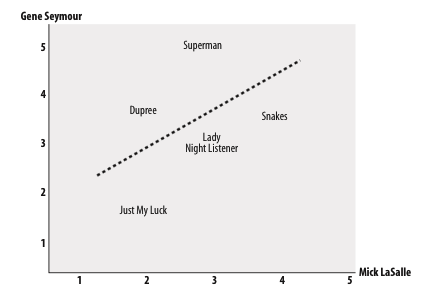 Gene Seymour
Superman
5
4
Dupree
Snakes
3
Lady
Night Listener
2
Just My Luck
1
Mick LaSalle
1 2 3 4 5